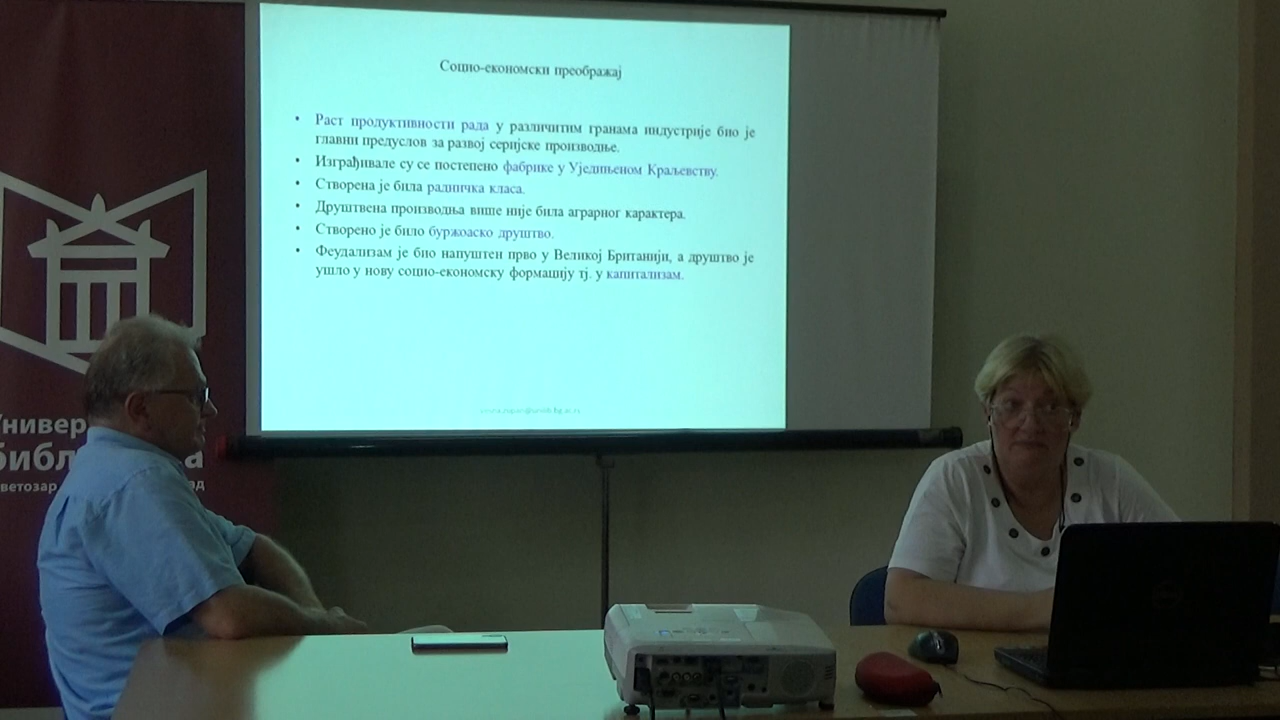 Социо-економски преображај
• Раст продуктивности рада у различитим гранама индустрије био је
главни предуслов за развој серијске производње.
• Изграђивале су се постепено фабрике у Уједињеном Краљевству.
• Створена је била радничка класа.
• Друштвена производња више није била аграрног карактера.
• Створено је било буржоаско друштво.
• Феудализам је био напуштен прво у Великој Британији, а друштво је
ушло у нову социо-економску формацију тј. у капитализам.